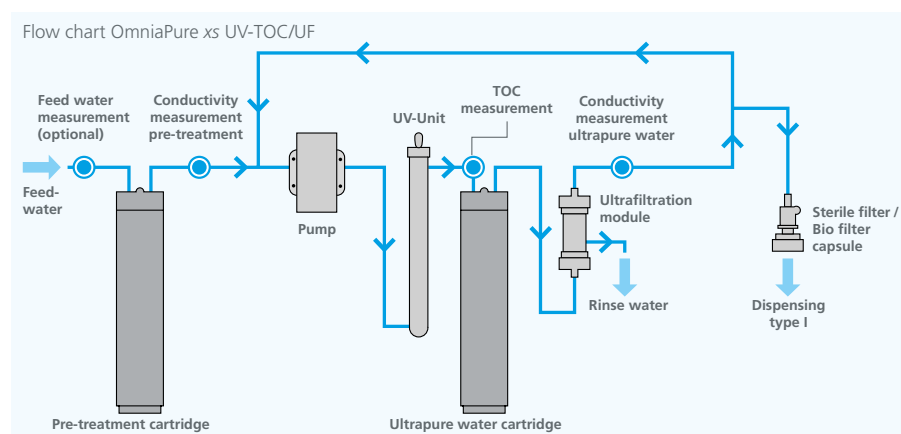 Flow chart OmniaPure xs UV-TOC/UF
Feed water
measurement
(optional)
Conductivity
measurement
pre-treatment
UV-Unit
TOC
measurement
Conductivity
measurement
ultrapure water
Feed-
water
Pump
Ultrafiltration
module
Sterile filter /
Bio filter
capsule
Rinse water
Dispensing
type I
Pre-treatment cartridge
Ultrapure water cartridge